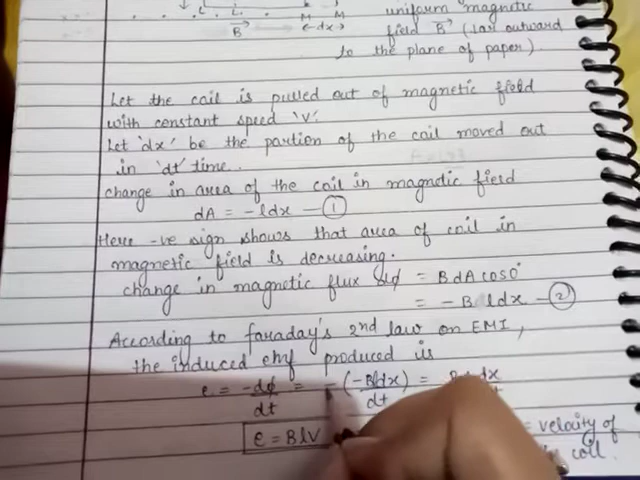 uniform magnetic
L L M M field B⃗ (⊥ar outward
B⃗ ←dx→ to the plane of paper).
Let the coil is pulled out of magnetic field
with constant speed 'v'.
Let 'dx' be the portion of the coil moved out
in 'dt' time.
change in area of the coil in magnetic field
dA = -ldx — ①
Here -ve sign shows that area of coil in
magnetic field is decreasing.
change in magnetic flux dφ = B dA cos0°
= -B ldx — ②
According to faraday's 2nd law on EMI,
the induced emf produced is
e = -dφ/dt = -(-Bldx)/dt = dx
e = BlV = velocity of
coil.